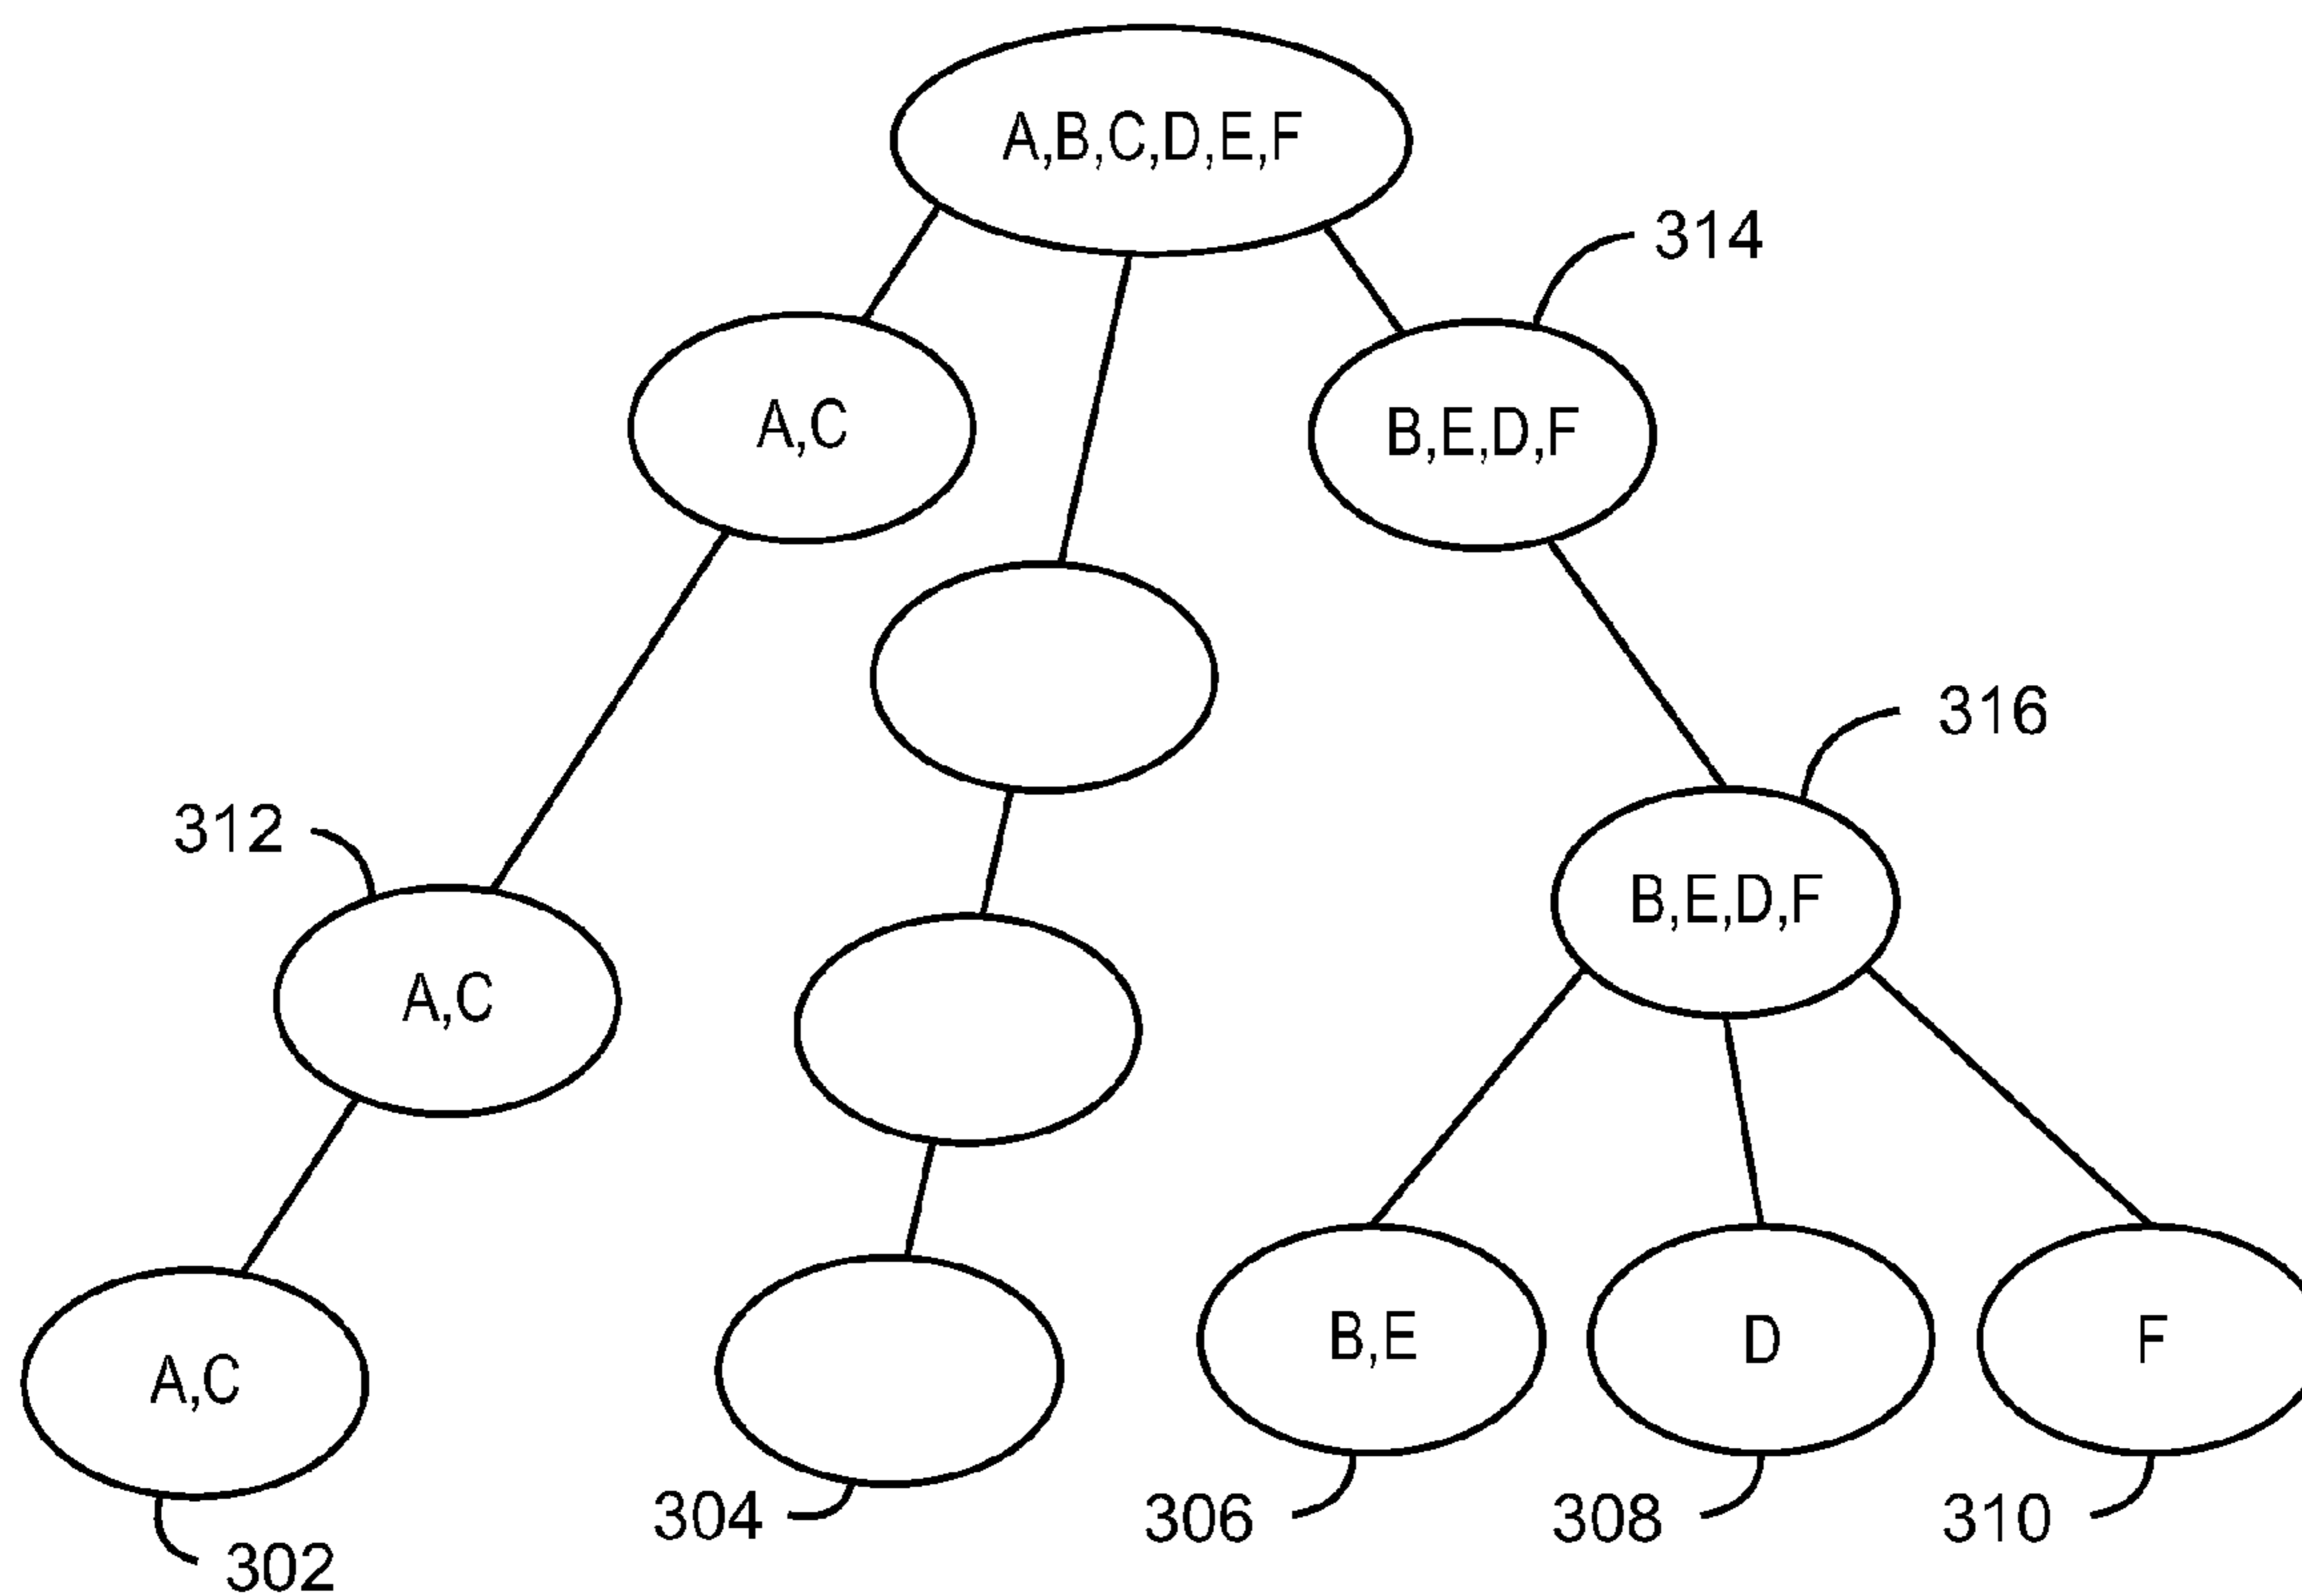 A,B,C,D,E,F
314
A,C
B,E,D,F
316
312
B,E,D,F
A,C
B,E
D
F
A,C
304
306
308
310
302